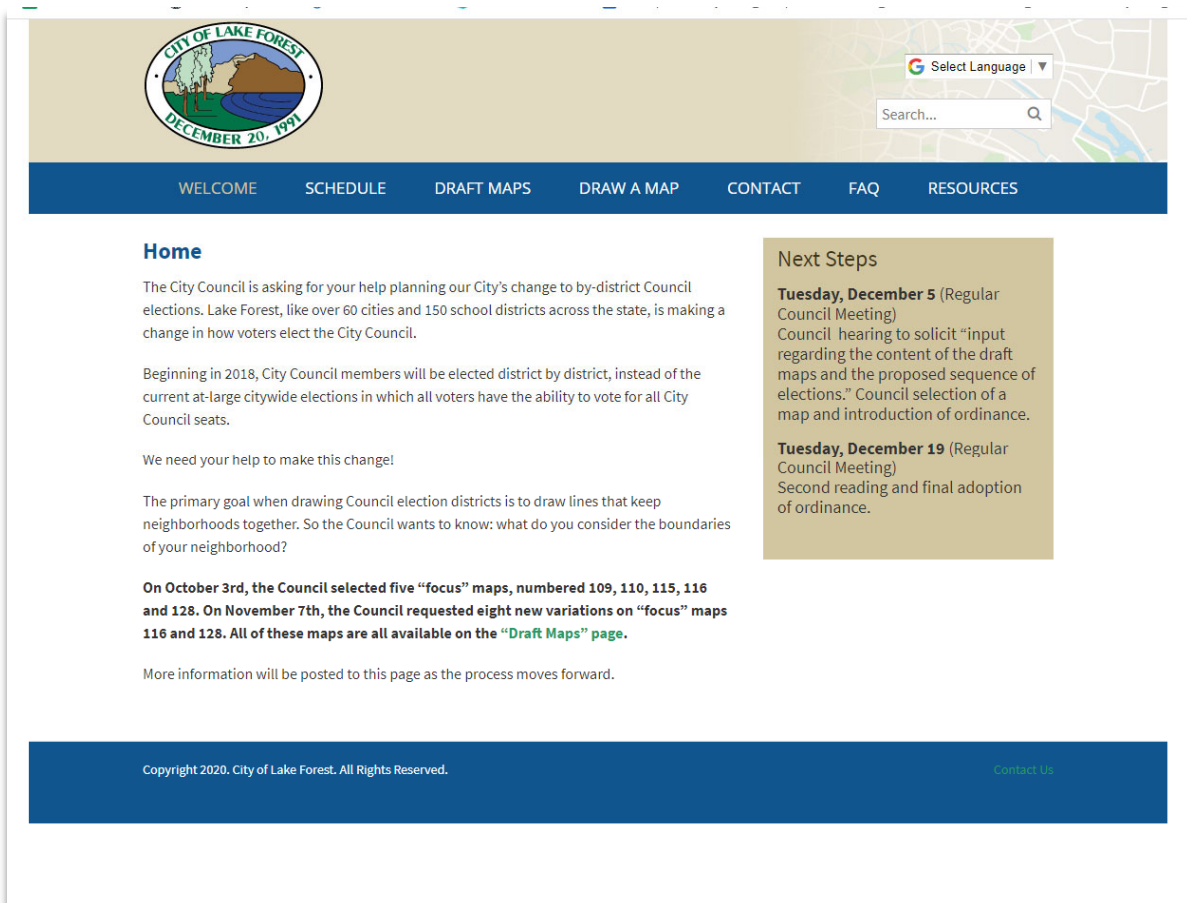 CITY OF LAKE FOREST
DECEMBER 20, 1991
Select Language ▼
Search...
WELCOME SCHEDULE DRAFT MAPS DRAW A MAP CONTACT FAQ RESOURCES
Home
The City Council is asking for your help planning our City’s change to by-district Council
elections. Lake Forest, like over 60 cities and 150 school districts across the state, is making a
change in how voters elect the City Council.
Beginning in 2018, City Council members will be elected district by district, instead of the
current at-large citywide elections in which all voters have the ability to vote for all City
Council seats.
We need your help to make this change!
The primary goal when drawing Council election districts is to draw lines that keep
neighborhoods together. So the Council wants to know: what do you consider the boundaries
of your neighborhood?
On October 3rd, the Council selected five “focus” maps, numbered 109, 110, 115, 116
and 128. On November 7th, the Council requested eight new variations on “focus” maps
116 and 128. All of these maps are all available on the “Draft Maps” page.
More information will be posted to this page as the process moves forward.
Next Steps
Tuesday, December 5 (Regular
Council Meeting)
Council hearing to solicit “input
regarding the content of the draft
maps and the proposed sequence of
elections.” Council selection of a
map and introduction of ordinance.
Tuesday, December 19 (Regular
Council Meeting)
Second reading and final adoption
of ordinance.
Copyright 2020. City of Lake Forest. All Rights Reserved.
Contact Us